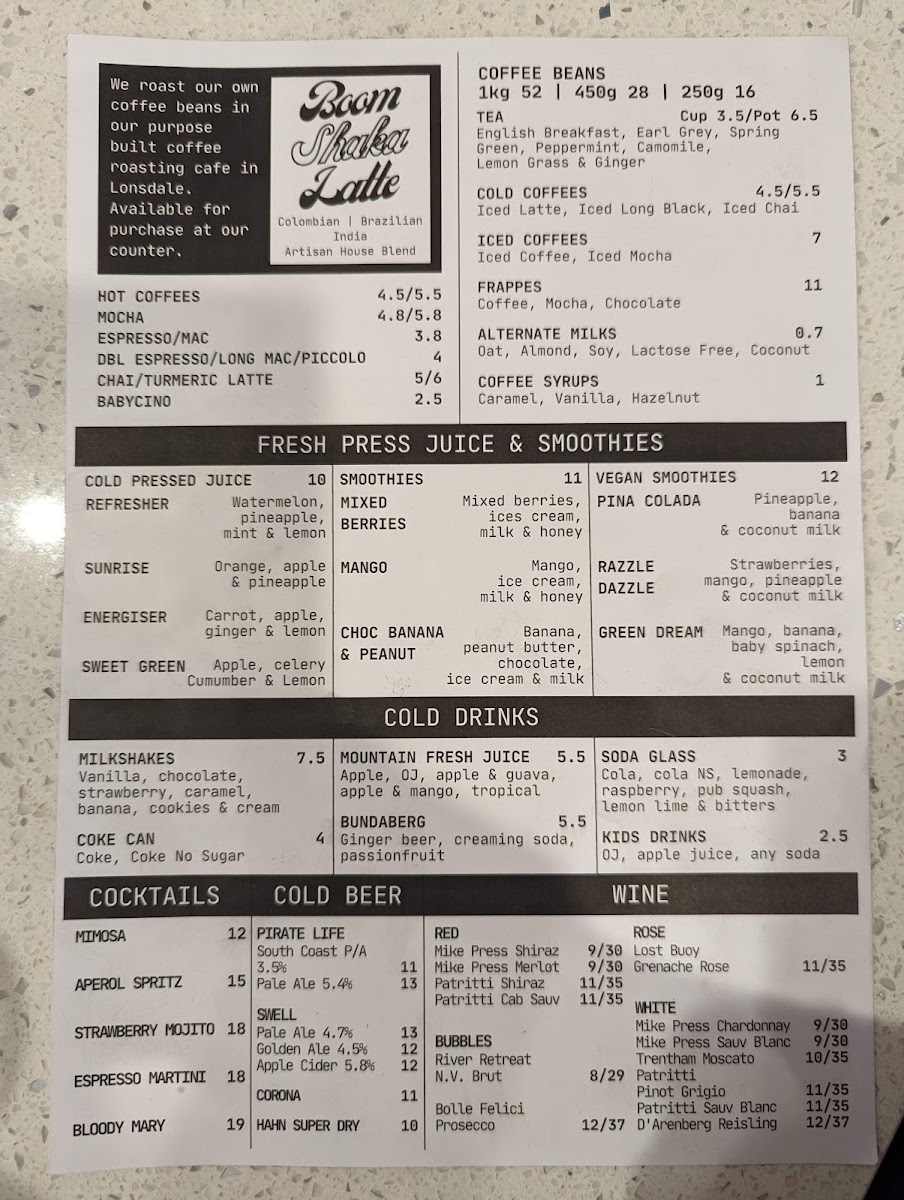 We roast our own
coffee beans in
our purpose
built coffee
roasting cafe in
Lonsdale.
Available for
purchase at our
counter.
Boom
Shaka
Latte
Colombian | Brazilian
India
Artisan House Blend
HOT COFFEES 4.5/5.5
MOCHA 4.8/5.8
ESPRESSO/MAC 3.8
DBL ESPRESSO/LONG MAC/PICCOLO 4
CHAI/TURMERIC LATTE 5/6
BABYCINO 2.5
COFFEE BEANS
1kg 52 | 450g 28 | 250g 16
TEA Cup 3.5/Pot 6.5
English Breakfast, Earl Grey, Spring
Green, Peppermint, Camomile,
Lemon Grass & Ginger
COLD COFFEES 4.5/5.5
Iced Latte, Iced Long Black, Iced Chai
ICED COFFEES 7
Iced Coffee, Iced Mocha
FRAPPES 11
Coffee, Mocha, Chocolate
ALTERNATE MILKS 0.7
Oat, Almond, Soy, Lactose Free, Coconut
COFFEE SYRUPS 1
Caramel, Vanilla, Hazelnut
FRESH PRESS JUICE & SMOOTHIES
COLD PRESSED JUICE 10
REFRESHER Watermelon,
pineapple,
mint & lemon
SUNRISE Orange, apple
& pineapple
ENERGISER Carrot, apple,
ginger & lemon
SWEET GREEN Apple, celery
Cumumber & Lemon
SMOOTHIES 11
MIXED Mixed berries,
BERRIES ices cream,
milk & honey
MANGO Mango,
ice cream,
milk & honey
CHOC BANANA Banana,
& PEANUT peanut butter,
chocolate,
ice cream & milk
VEGAN SMOOTHIES 12
PINA COLADA Pineapple,
banana
& coconut milk
RAZZLE Strawberries,
DAZZLE mango, pineapple
& coconut milk
GREEN DREAM Mango, banana,
baby spinach,
lemon
& coconut milk
COLD DRINKS
MILKSHAKES 7.5
Vanilla, chocolate,
strawberry, caramel,
banana, cookies & cream
COKE CAN 4
Coke, Coke No Sugar
MOUNTAIN FRESH JUICE 5.5
Apple, OJ, apple & guava,
apple & mango, tropical
BUNDABERG 5.5
Ginger beer, creaming soda,
passionfruit
SODA GLASS 3
Cola, cola NS, lemonade,
raspberry, pub squash,
lemon lime & bitters
KIDS DRINKS 2.5
OJ, apple juice, any soda
COCKTAILS
MIMOSA 12
APEROL SPRITZ 15
STRAWBERRY MOJITO 18
ESPRESSO MARTINI 18
BLOODY MARY 19
COLD BEER
PIRATE LIFE
South Coast P/A
3.5% 11
Pale Ale 5.4% 13
SWELL
Pale Ale 4.7% 13
Golden Ale 4.5% 12
Apple Cider 5.8% 12
CORONA 11
HAHN SUPER DRY 10
WINE
RED
Mike Press Shiraz 9/30
Mike Press Merlot 9/30
Patritti Shiraz 11/35
Patritti Cab Sauv 11/35
BUBBLES
River Retreat
N.V. Brut 8/29
Bolle Felici
Prosecco 12/37
ROSE
Lost Buoy
Grenache Rose 11/35
WHITE
Mike Press Chardonnay 9/30
Mike Press Sauv Blanc 9/30
Trentham Moscato 10/35
Patritti
Pinot Grigio 11/35
Patritti Sauv Blanc 11/35
D'Arenberg Reisling 12/37